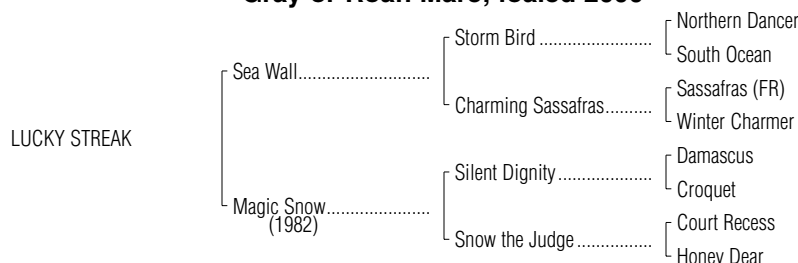 Northern Dancer
Storm Bird
South Ocean
Sea Wall
Sassafras (FR)
Charming Sassafras
Winter Charmer
LUCKY STREAK
Damascus
Silent Dignity
Croquet
Magic Snow
(1982)
Court Recess
Snow the Judge
Honey Dear